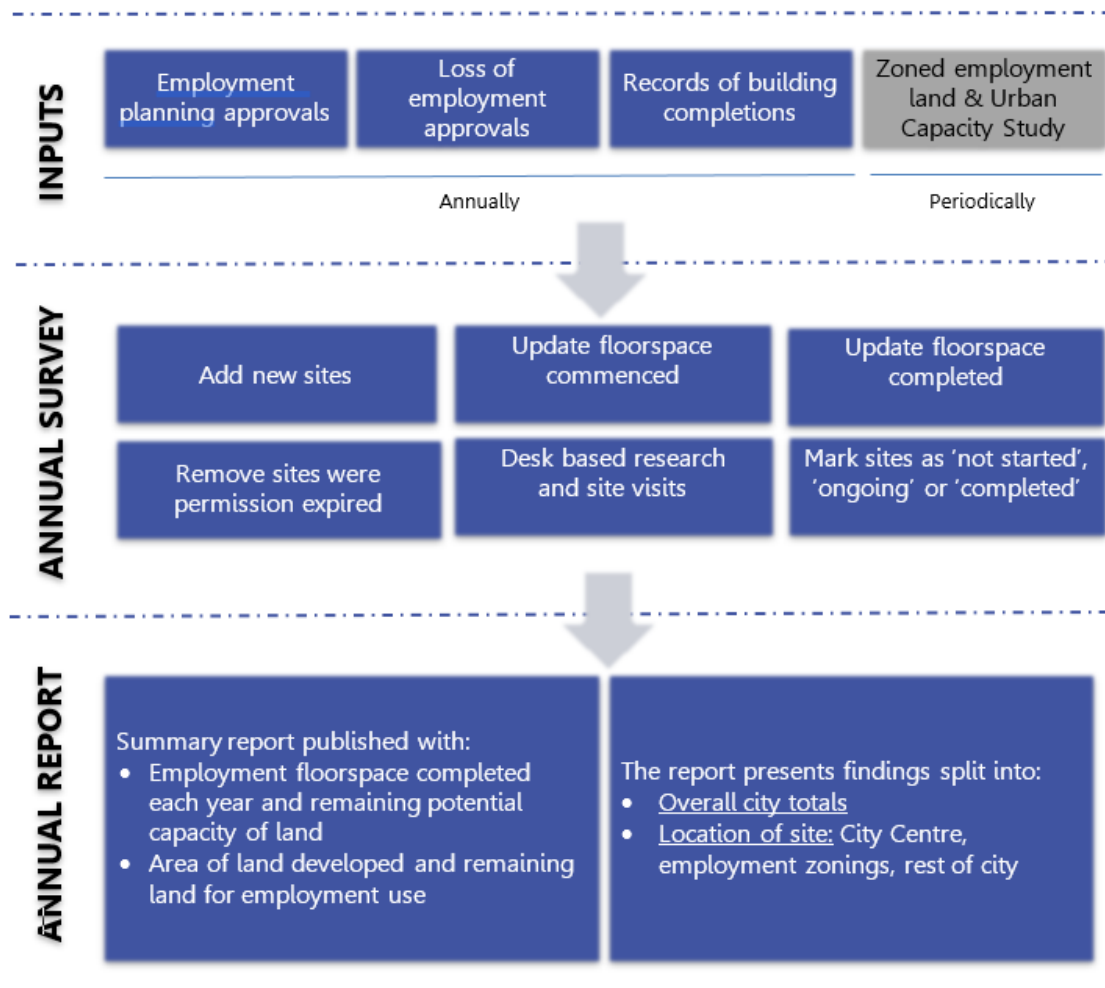 INPUTS
Employment
planning approvals
Loss of
employment
approvals
Records of building
completions
Zoned employment
land & Urban
Capacity Study
Annually
Periodically
ANNUAL SURVEY
Add new sites
Update floorspace
commenced
Update floorspace
completed
Remove sites were
permission expired
Desk based research
and site visits
Mark sites as ‘not started’,
‘ongoing’ or ‘completed’
ANNUAL REPORT
Summary report published with:
• Employment floorspace completed
each year and remaining potential
capacity of land
• Area of land developed and remaining
land for employment use
The report presents findings split into:
• Overall city totals
• Location of site: City Centre,
employment zonings, rest of city